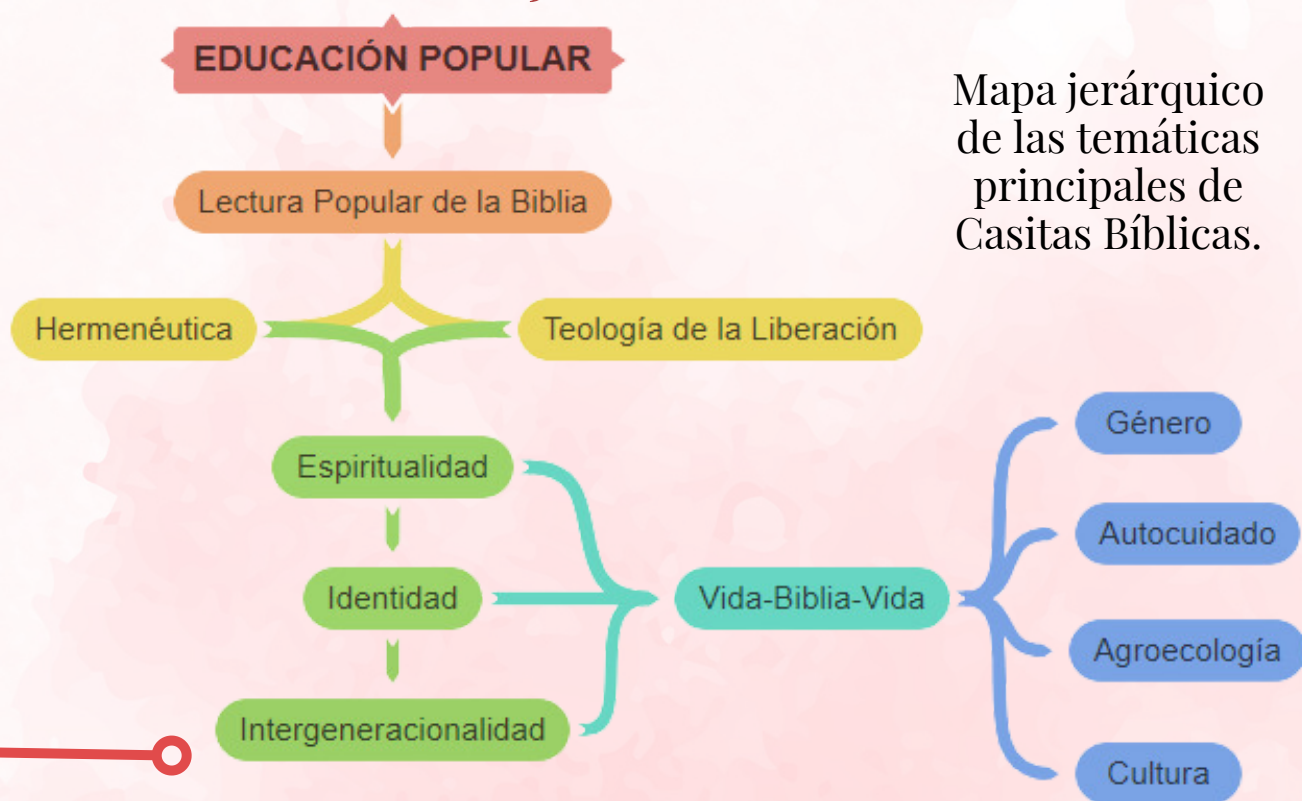 EDUCACIÓN POPULAR
Mapa jerárquico
de las temáticas
principales de
Casitas Bíblicas.
Lectura Popular de la Biblia
Hermenéutica
Teología de la Liberación
Espiritualidad
Identidad
Intergeneracionalidad
Vida-Biblia-Vida
Género
Autocuidado
Agroecología
Cultura